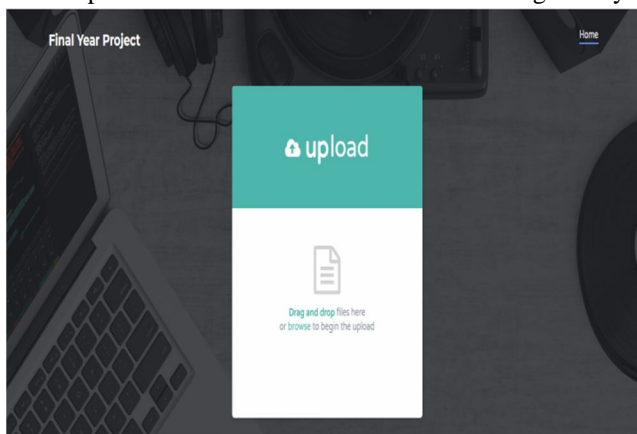 Final Year Project
Home
upload
Drag and drop files here
or browse to begin the upload